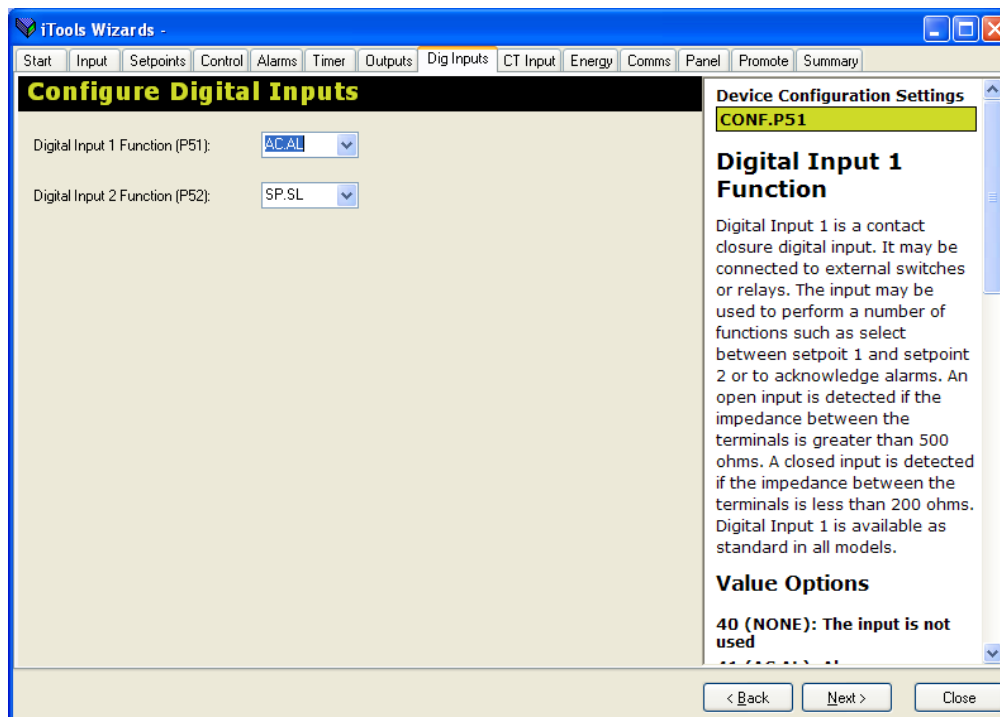 iTools Wizards -
Start Input Setpoints Control Alarms Timer Outputs Dig Inputs CT Input Energy Comms Panel Promote Summary
Configure Digital Inputs
Digital Input 1 Function (P51): AC.AL
Digital Input 2 Function (P52): SP.SL
Device Configuration Settings
CONF.P51
Digital Input 1
Function
Digital Input 1 is a contact
closure digital input. It may be
connected to external switches
or relays. The input may be
used to perform a number of
functions such as select
between setpoit 1 and setpoint
2 or to acknowledge alarms. An
open input is detected if the
impedance between the
terminals is greater than 500
ohms. A closed input is detected
if the impedance between the
terminals is less than 200 ohms.
Digital Input 1 is available as
standard in all models.
Value Options
40 (NONE): The input is not
used
< Back Next > Close